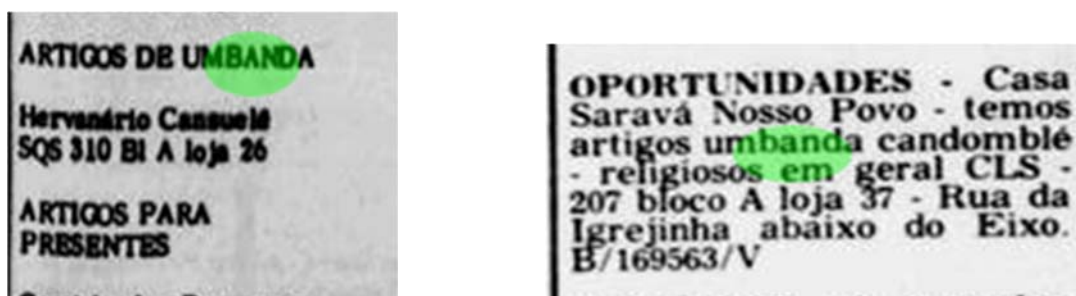 ARTIGOS DE UMBANDA
Hervanário Cansuelé
SQS 310 Bl A loja 26
ARTIGOS PARA
PRESENTES
OPORTUNIDADES - Casa
Saravá Nosso Povo - temos
artigos umbanda candomblé
- religiosos em geral CLS -
207 bloco A loja 37 - Rua da
Igrejinha abaixo do Eixo.
B/169563/V